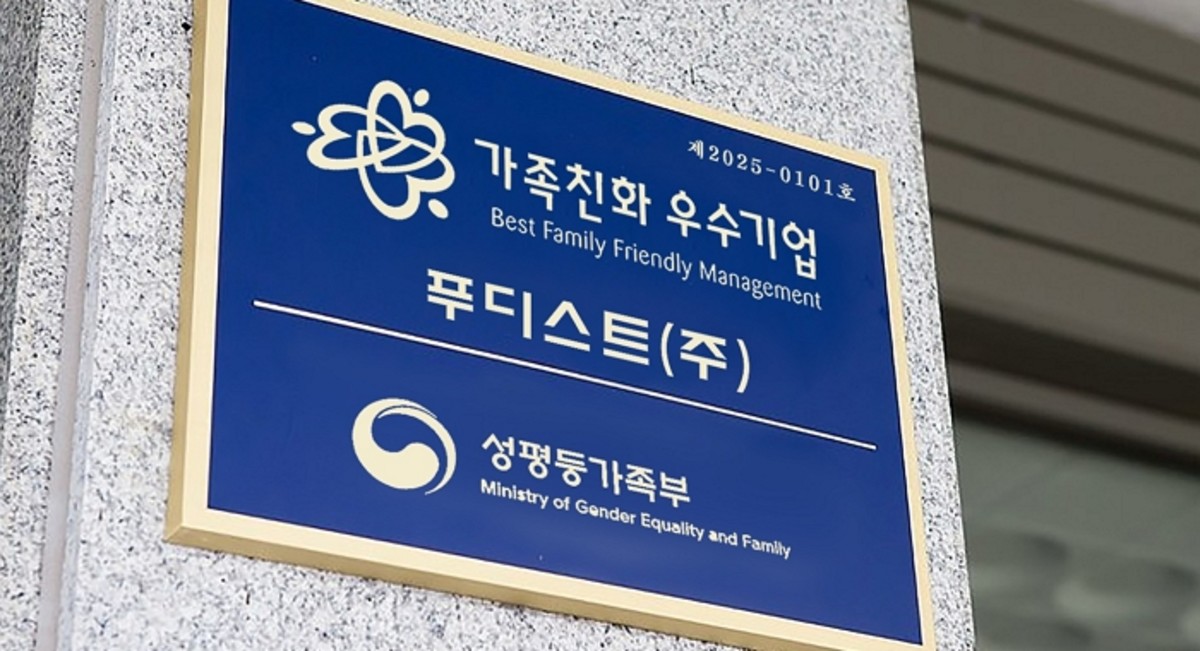 제2025-0101호
가족친화 우수기업
Best Family Friendly Management
푸디스트(주)
성평등가족부
Ministry of Gender Equality and Family